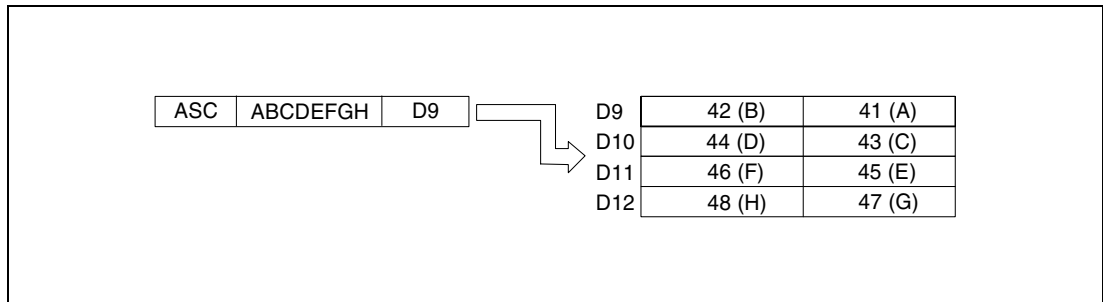 ASC ABCDEFGH D9
D9 42 (B) 41 (A)
D10 44 (D) 43 (C)
D11 46 (F) 45 (E)
D12 48 (H) 47 (G)